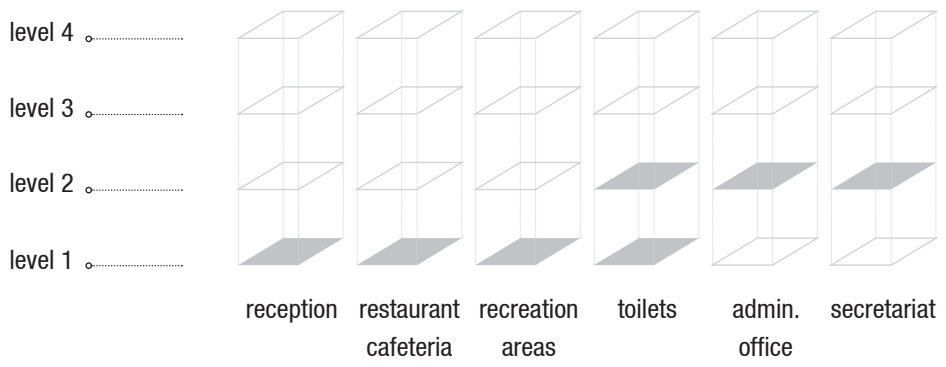 level 4
level 3
level 2
level 1
reception restaurant recreation toilets admin. secretariat
cafeteria areas office